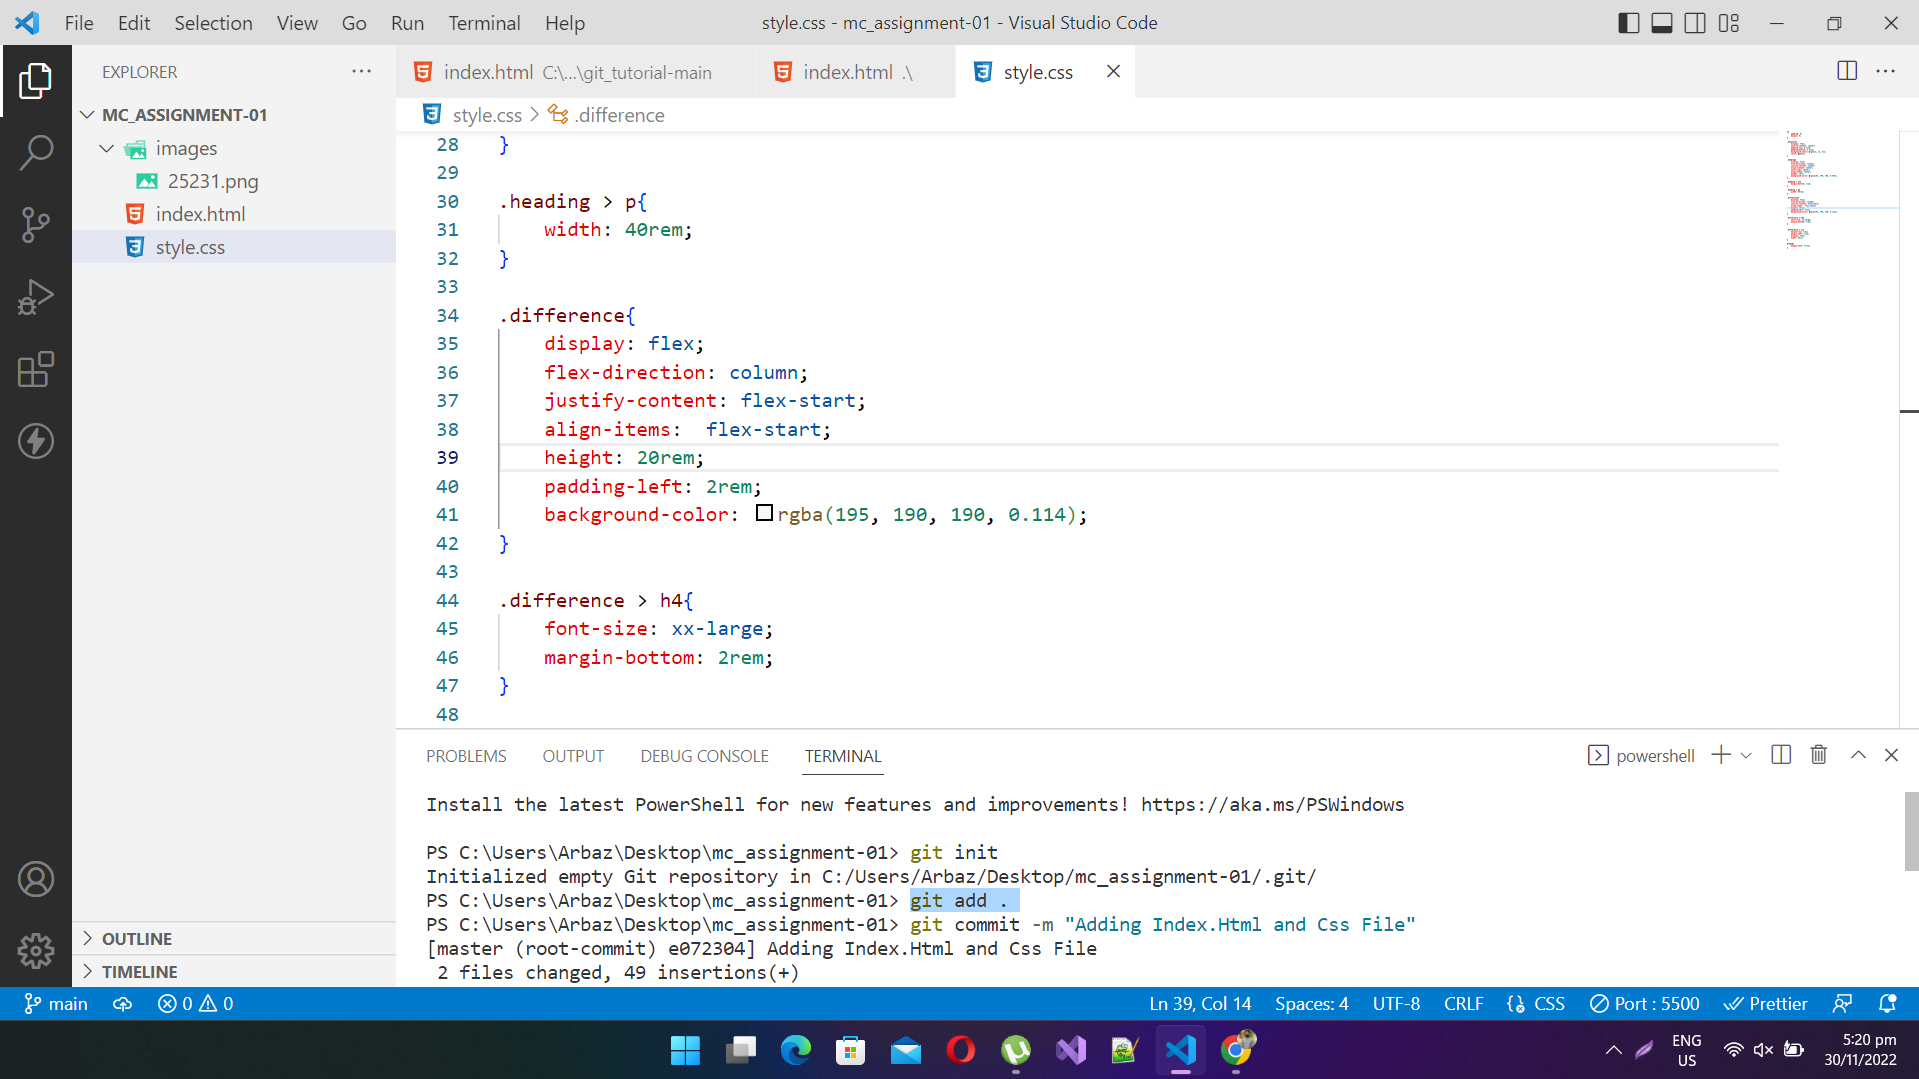 File Edit Selection View Go Run Terminal Help
style.css - mc_assignment-01 - Visual Studio Code
EXPLORER
MC_ASSIGNMENT-01
images
25231.png
index.html
style.css
OUTLINE
TIMELINE
index.html C:\...\git_tutorial-main
index.html .\
style.css
style.css > .difference
28 }
29
30 .heading > p{
31     width: 40rem;
32 }
33
34 .difference{
35     display: flex;
36     flex-direction: column;
37     justify-content: flex-start;
38     align-items:  flex-start;
39     height: 20rem;
40     padding-left: 2rem;
41     background-color: rgba(195, 190, 190, 0.114);
42 }
43
44 .difference > h4{
45     font-size: xx-large;
46     margin-bottom: 2rem;
47 }
48
PROBLEMS OUTPUT DEBUG CONSOLE TERMINAL
powershell
Install the latest PowerShell for new features and improvements! https://aka.ms/PSWindows
PS C:\Users\Arbaz\Desktop\mc_assignment-01> git init
Initialized empty Git repository in C:/Users/Arbaz/Desktop/mc_assignment-01/.git/
PS C:\Users\Arbaz\Desktop\mc_assignment-01> git add .
PS C:\Users\Arbaz\Desktop\mc_assignment-01> git commit -m "Adding Index.Html and Css File"
[master (root-commit) e072304] Adding Index.Html and Css File
 2 files changed, 49 insertions(+)
main 0 0
Ln 39, Col 14 Spaces: 4 UTF-8 CRLF CSS Port : 5500 Prettier
ENG
US
5:20 pm
30/11/2022